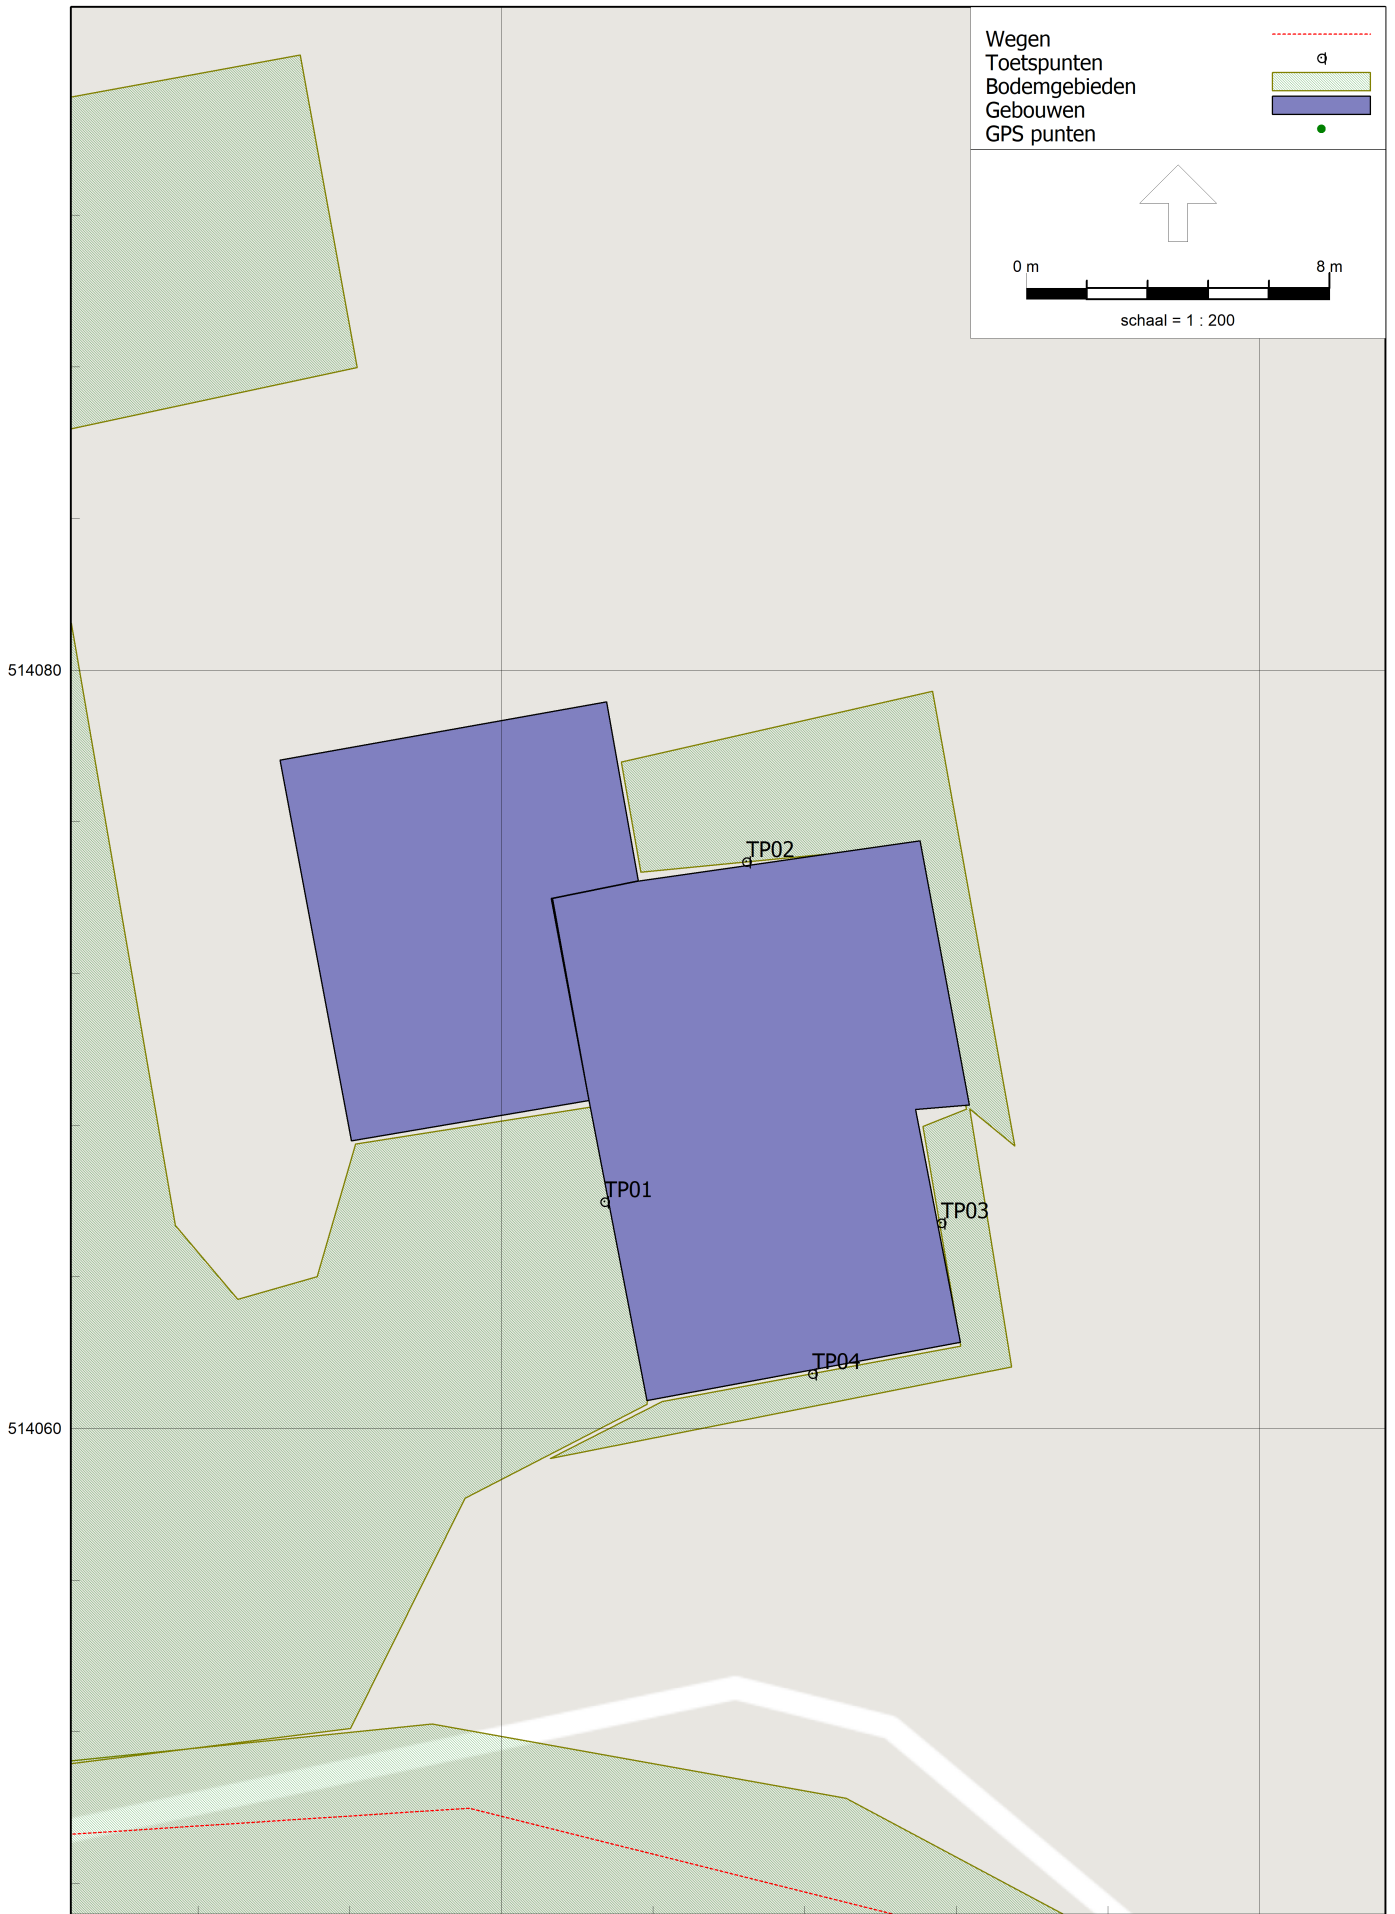 Wegen
Toetspunten
Bodemgebieden
Gebouwen
GPS punten
0 m 8 m
schaal = 1 : 200
514080
TP02
TP01
TP03
TP04
514060